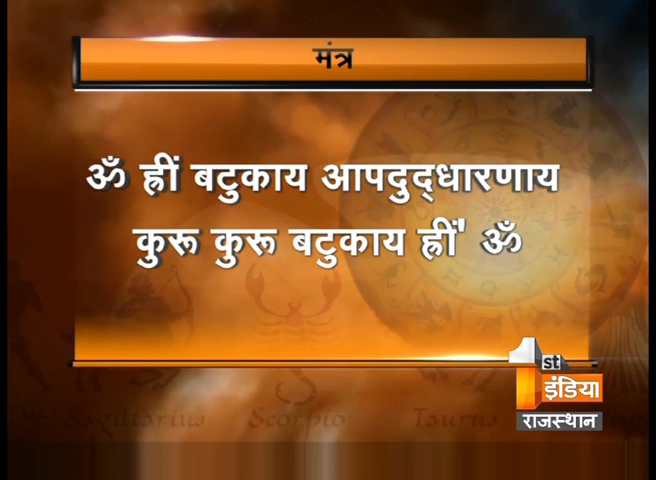 मंत्र
ॐ ह्रीं बटुकाय आपदुद्धारणाय
कुरू कुरू बटुकाय ह्रीं' ॐ
1st
इंडिया
राजस्थान
Sagittarius Scorpio Taurus